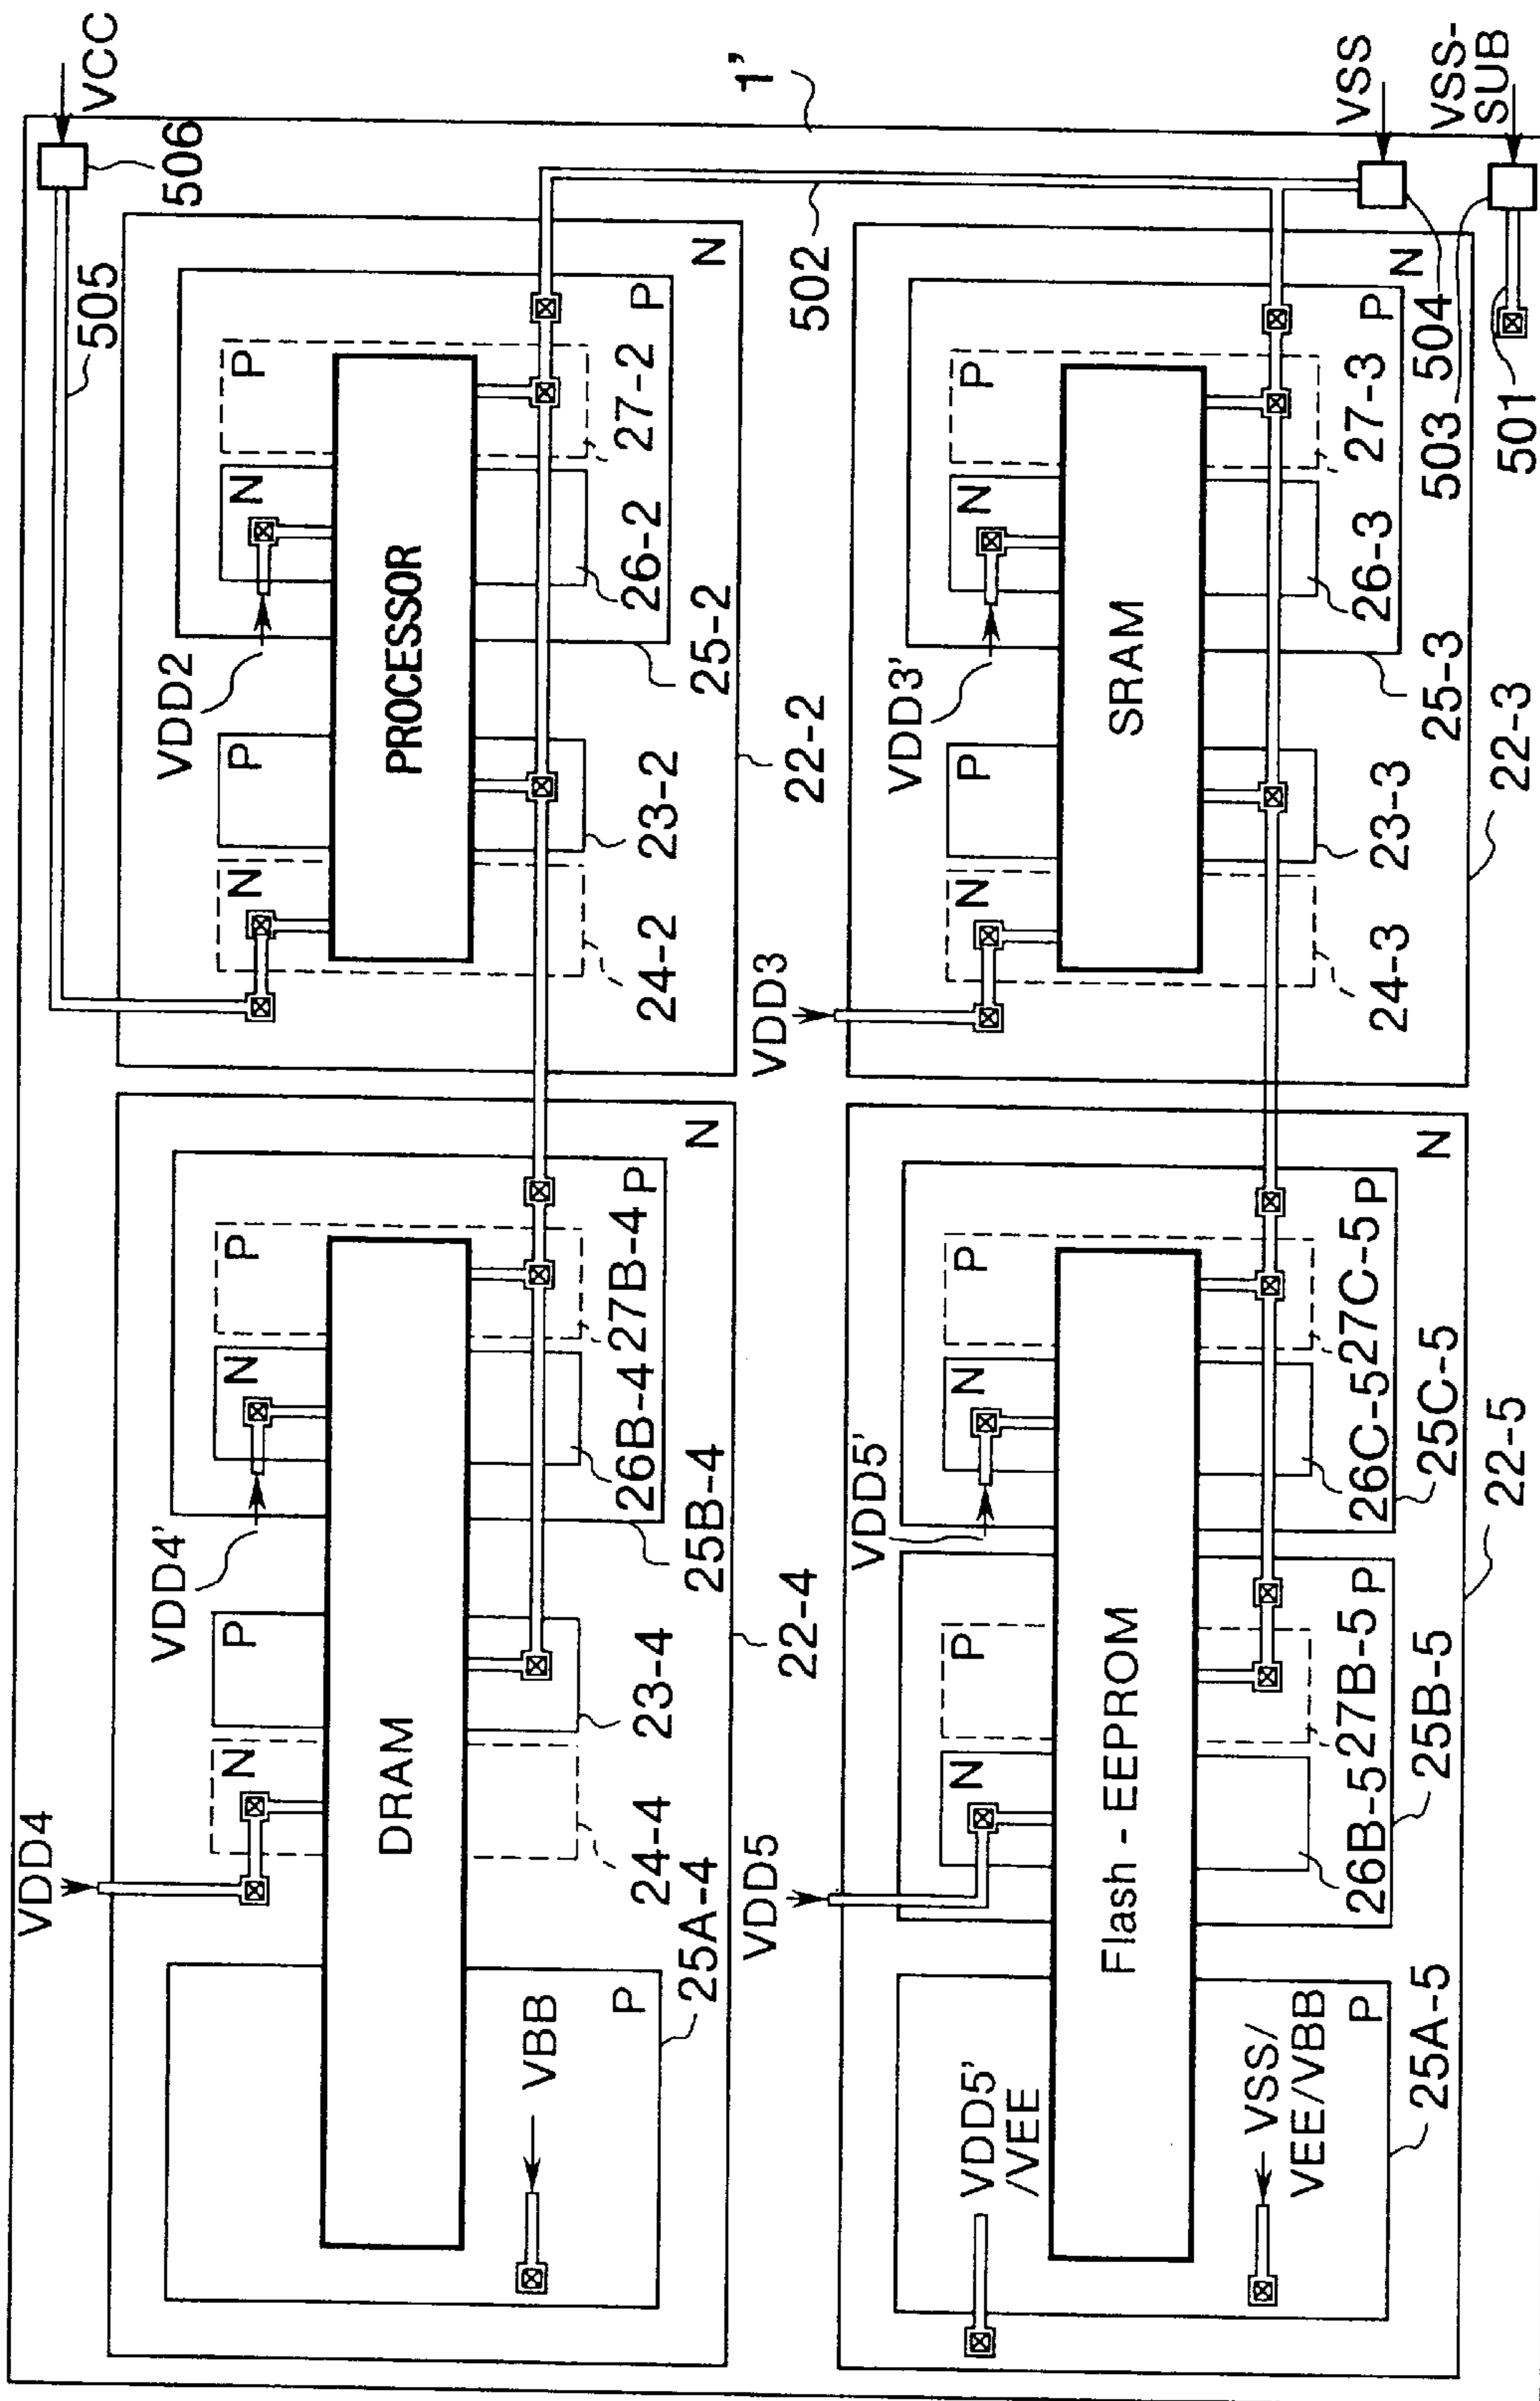 VCC
506
505
1'
VSS
VSS-
SUB
504
503
501
502
N
P
P
27-2
N
26-2
25-2
VDD2
PROCESSOR
P
23-2
22-2
N
24-2
N
P
P
27-3
N
26-3
25-3
VDD3'
SRAM
P
23-3
22-3
N
24-3
VDD3
N
P
P
27B-4
N
26B-4
25B-4
VDD4'
DRAM
P
23-4
22-4
N
24-4
VDD4
25A-4
P
VBB
N
P
P
27C-5
N
26C-5
25C-5
22-5
VDD5'
Flash - EEPROM
P
P
27B-5
N
26B-5
25B-5
VDD5
P
25A-5
VDD5'
/VEE
VSS/
VEE/VBB